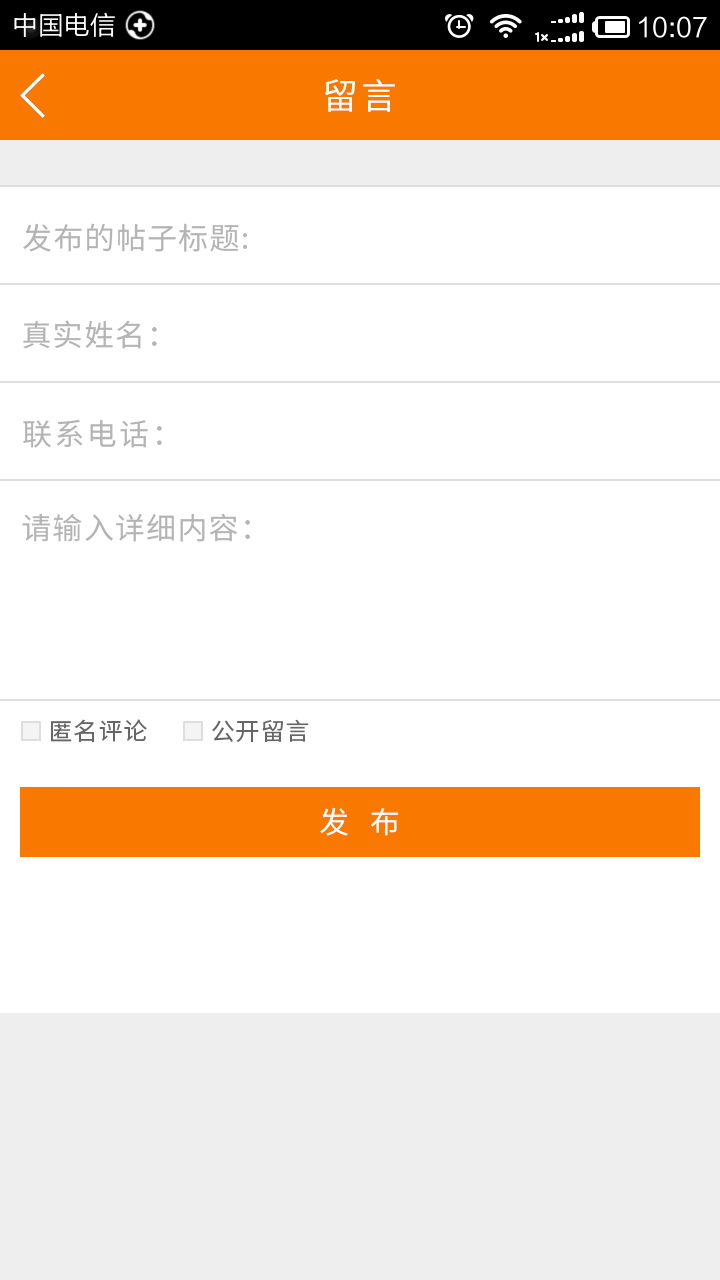 中国电信 1x 10:07
留言
发布的帖子标题:
真实姓名：
联系电话：
请输入详细内容：
匿名评论 公开留言
发 布